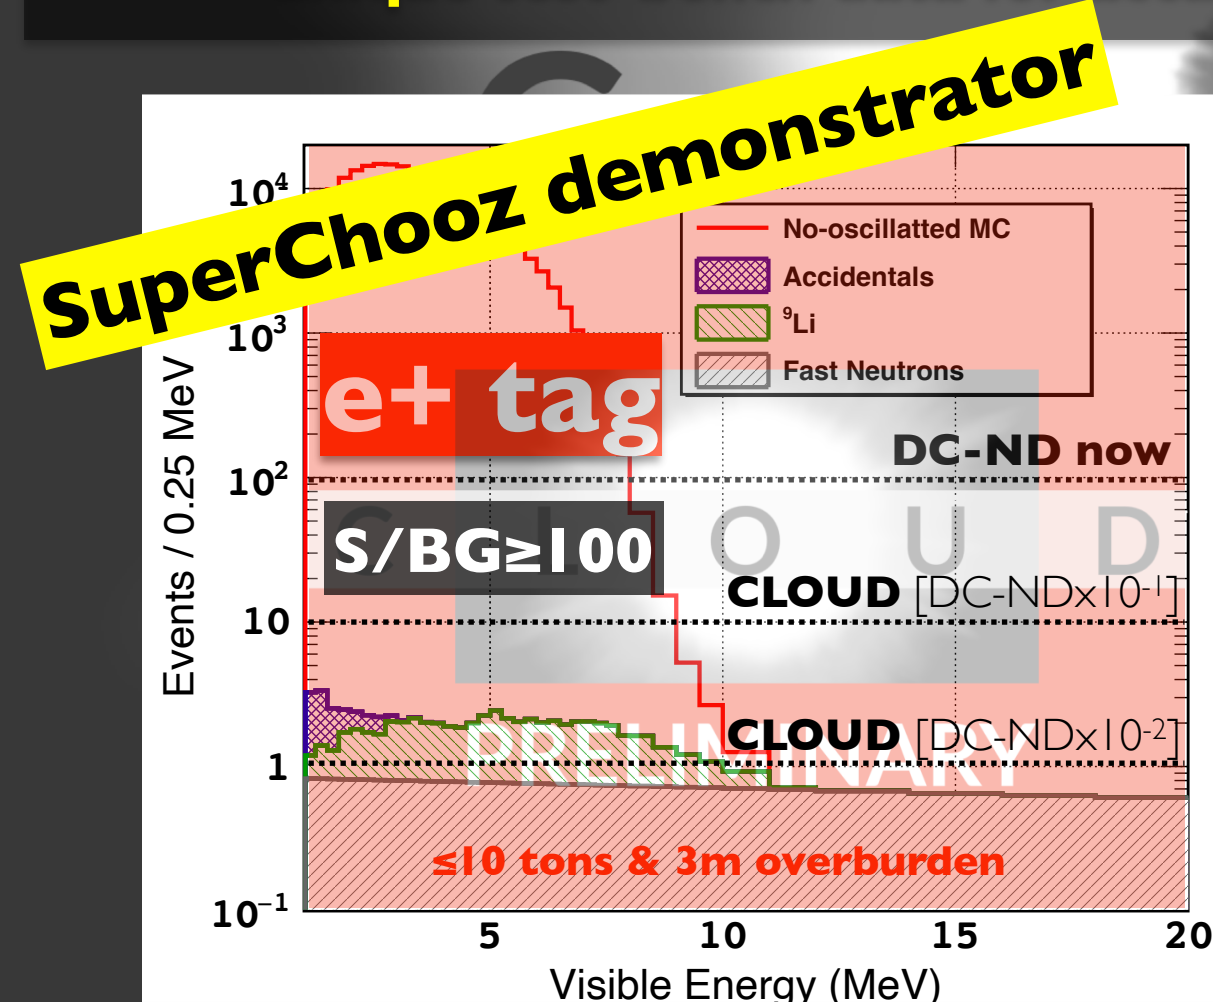 SuperChooz demonstrator
10⁴
No-oscillatted MC
Accidentals
⁹Li
Fast Neutrons
10³
e+ tag
DC-ND now
10²
C L O U D
S/BG≥100
CLOUD [DC-NDx10⁻¹]
10
CLOUD [DC-NDx10⁻²]
PRELIMINARY
1
≤10 tons & 3m overburden
10⁻¹
5 10 15 20
Visible Energy (MeV)
Events / 0.25 MeV